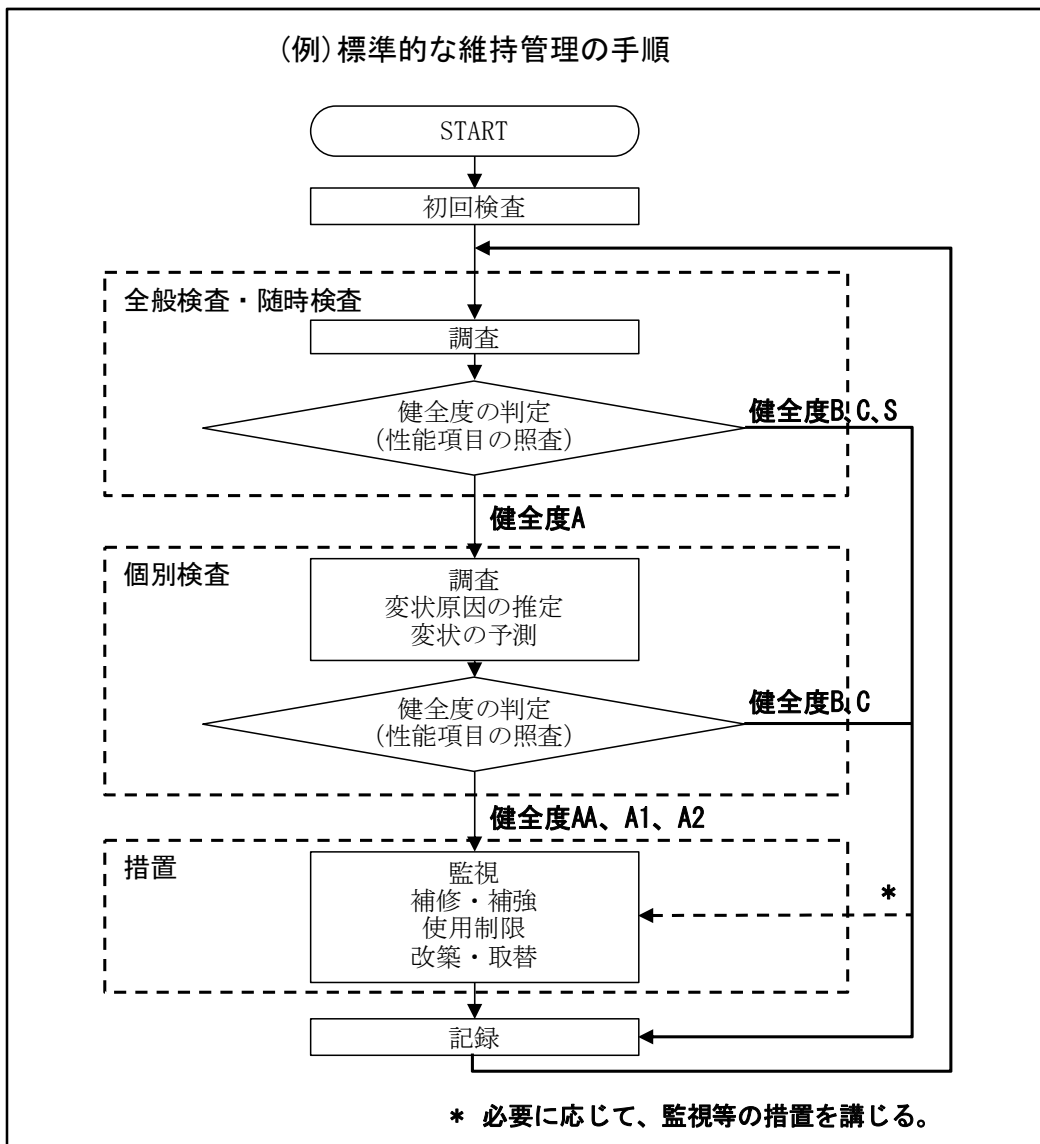 (例)標準的な維持管理の手順
START
初回検査
全般検査・随時検査
調査
健全度の判定
(性能項目の照査)
健全度B、C、S
健全度A
個別検査
調査
変状原因の推定
変状の予測
健全度の判定
(性能項目の照査)
健全度B、C
健全度AA、A1、A2
措置
監視
補修・補強
使用制限
改築・取替
*
記録
* 必要に応じて、監視等の措置を講じる。